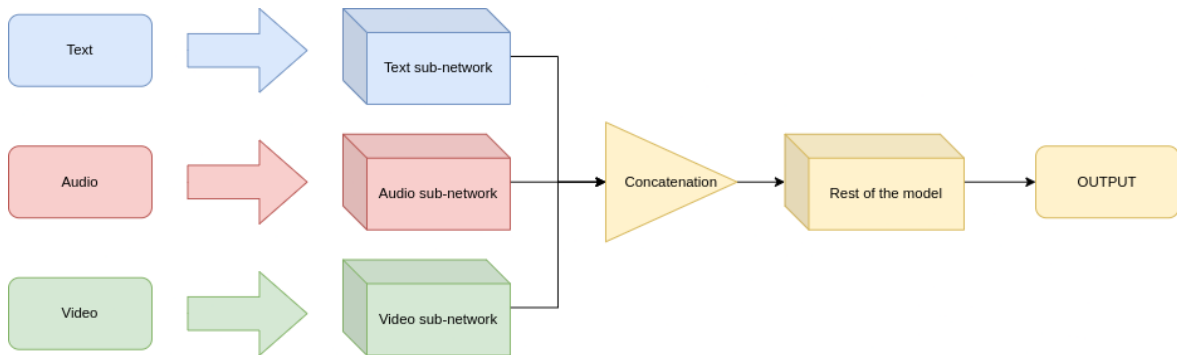 Text
Text sub-network
Audio
Audio sub-network
Concatenation
Rest of the model
OUTPUT
Video
Video sub-network